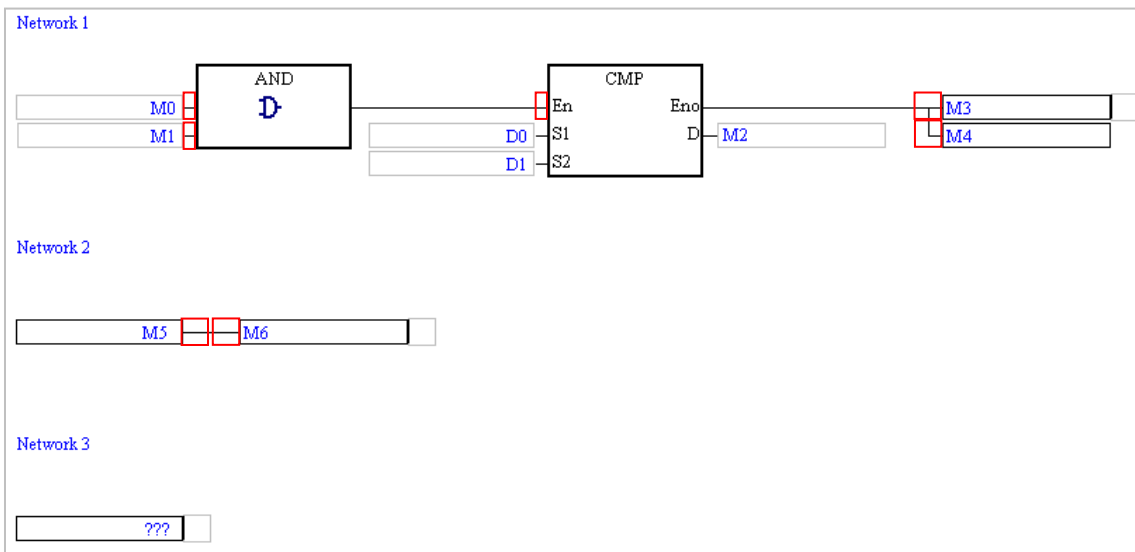 Network 1
AND CMP
M0 En Eno M3
M1 D0 S1 D M2 M4
D1 S2
Network 2
M5 M6
Network 3
???